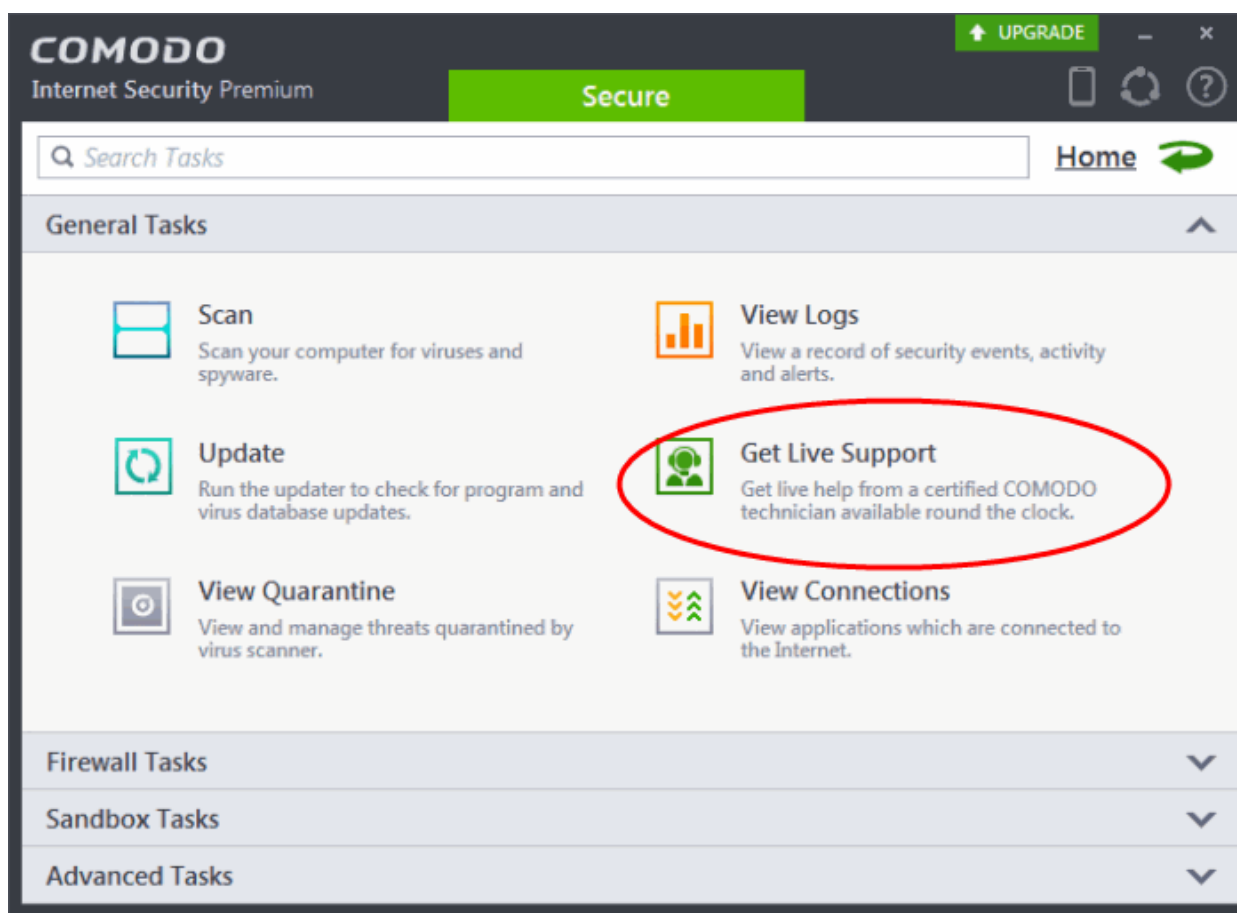 COMODO
Internet Security Premium
UPGRADE
Secure
Search Tasks
Home
General Tasks
Scan
Scan your computer for viruses and
spyware.
View Logs
View a record of security events, activity
and alerts.
Update
Run the updater to check for program and
virus database updates.
Get Live Support
Get live help from a certified COMODO
technician available round the clock.
View Quarantine
View and manage threats quarantined by
virus scanner.
View Connections
View applications which are connected to
the Internet.
Firewall Tasks
Sandbox Tasks
Advanced Tasks